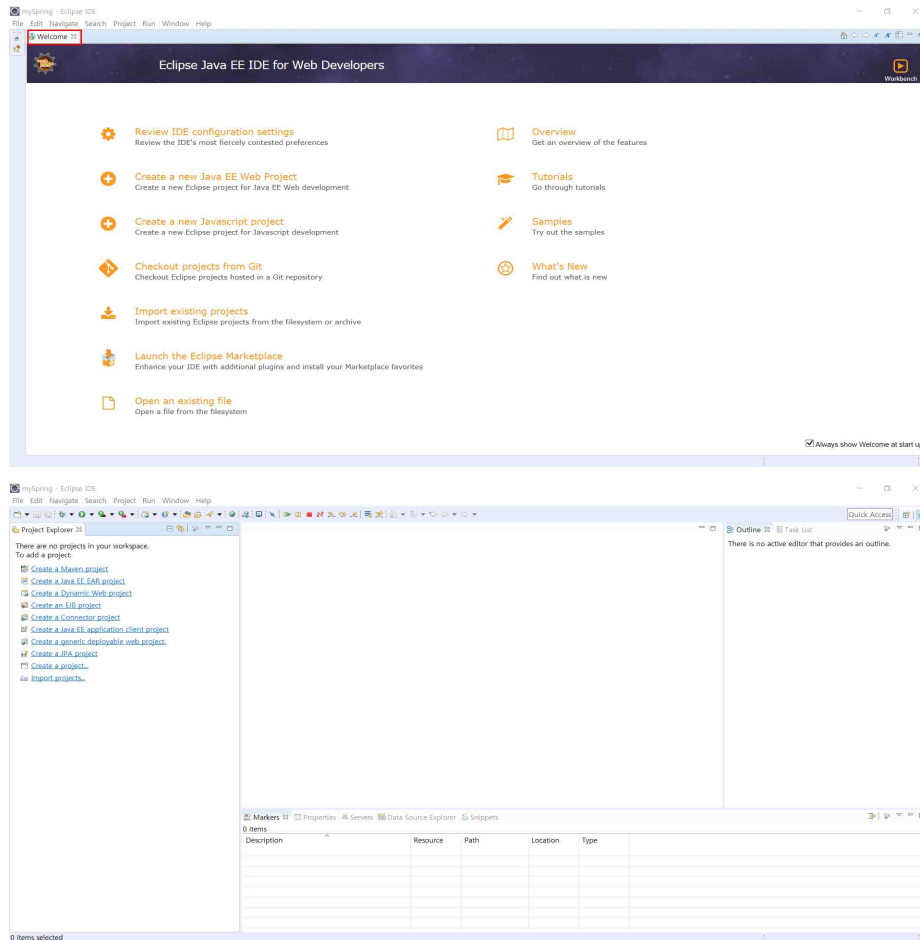 mySpring - Eclipse IDE
File Edit Navigate Search Project Run Window Help
Welcome
Eclipse Java EE IDE for Web Developers
Workbench
Review IDE configuration settings
Review the IDE's most fiercely contested preferences
Create a new Java EE Web Project
Create a new Eclipse project for Java EE Web development
Create a new Javascript project
Create a new Eclipse project for Javascript development
Checkout projects from Git
Checkout Eclipse projects hosted in a Git repository
Import existing projects
Import existing Eclipse projects from the filesystem or archive
Launch the Eclipse Marketplace
Enhance your IDE with additional plugins and install your Marketplace favorites
Open an existing file
Open a file from the filesystem
Overview
Get an overview of the features
Tutorials
Go through tutorials
Samples
Try out the samples
What's New
Find out what is new
Always show Welcome at start u
mySpring - Eclipse IDE
File Edit Navigate Search Project Run Window Help
Quick Access
Project Explorer
There are no projects in your workspace.
To add a project:
Create a Maven project
Create a Java EE EAR project
Create a Dynamic Web project
Create an EJB project
Create a Connector project
Create a Java EE application client project
Create a generic deployable web project.
Create a JPA project
Create a project...
Import projects...
Outline Task List
There is no active editor that provides an outline.
Markers Properties Servers Data Source Explorer Snippets
0 items
Description Resource Path Location Type
0 items selected